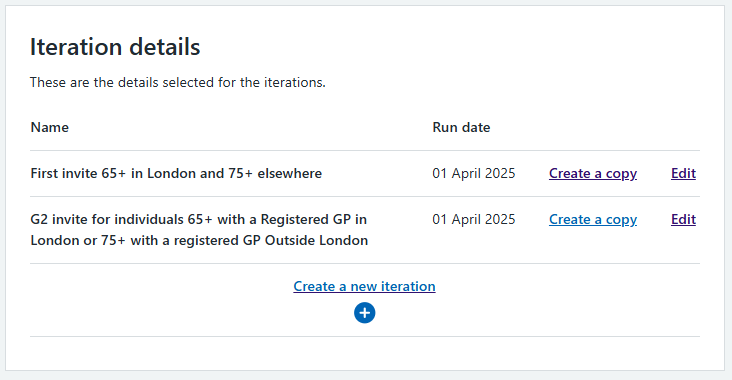 Iteration details
These are the details selected for the iterations.
Name Run date
First invite 65+ in London and 75+ elsewhere 01 April 2025 Create a copy Edit
G2 invite for individuals 65+ with a Registered GP in 01 April 2025 Create a copy Edit
London or 75+ with a registered GP Outside London
Create a new iteration